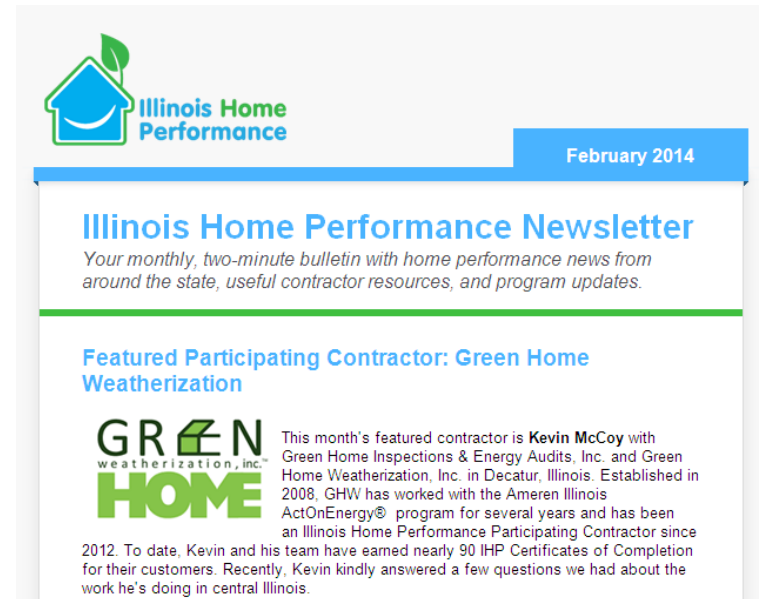 Illinois Home
Performance
February 2014
Illinois Home Performance Newsletter
Your monthly, two-minute bulletin with home performance news from
around the state, useful contractor resources, and program updates.
Featured Participating Contractor: Green Home
Weatherization
GREEN
weatherization, inc.™
HOME
This month's featured contractor is Kevin McCoy with
Green Home Inspections & Energy Audits, Inc. and Green
Home Weatherization, Inc. in Decatur, Illinois. Established in
2008, GHW has worked with the Ameren Illinois
ActOnEnergy® program for several years and has been
an Illinois Home Performance Participating Contractor since
2012. To date, Kevin and his team have earned nearly 90 IHP Certificates of Completion
for their customers. Recently, Kevin kindly answered a few questions we had about the
work he's doing in central Illinois.